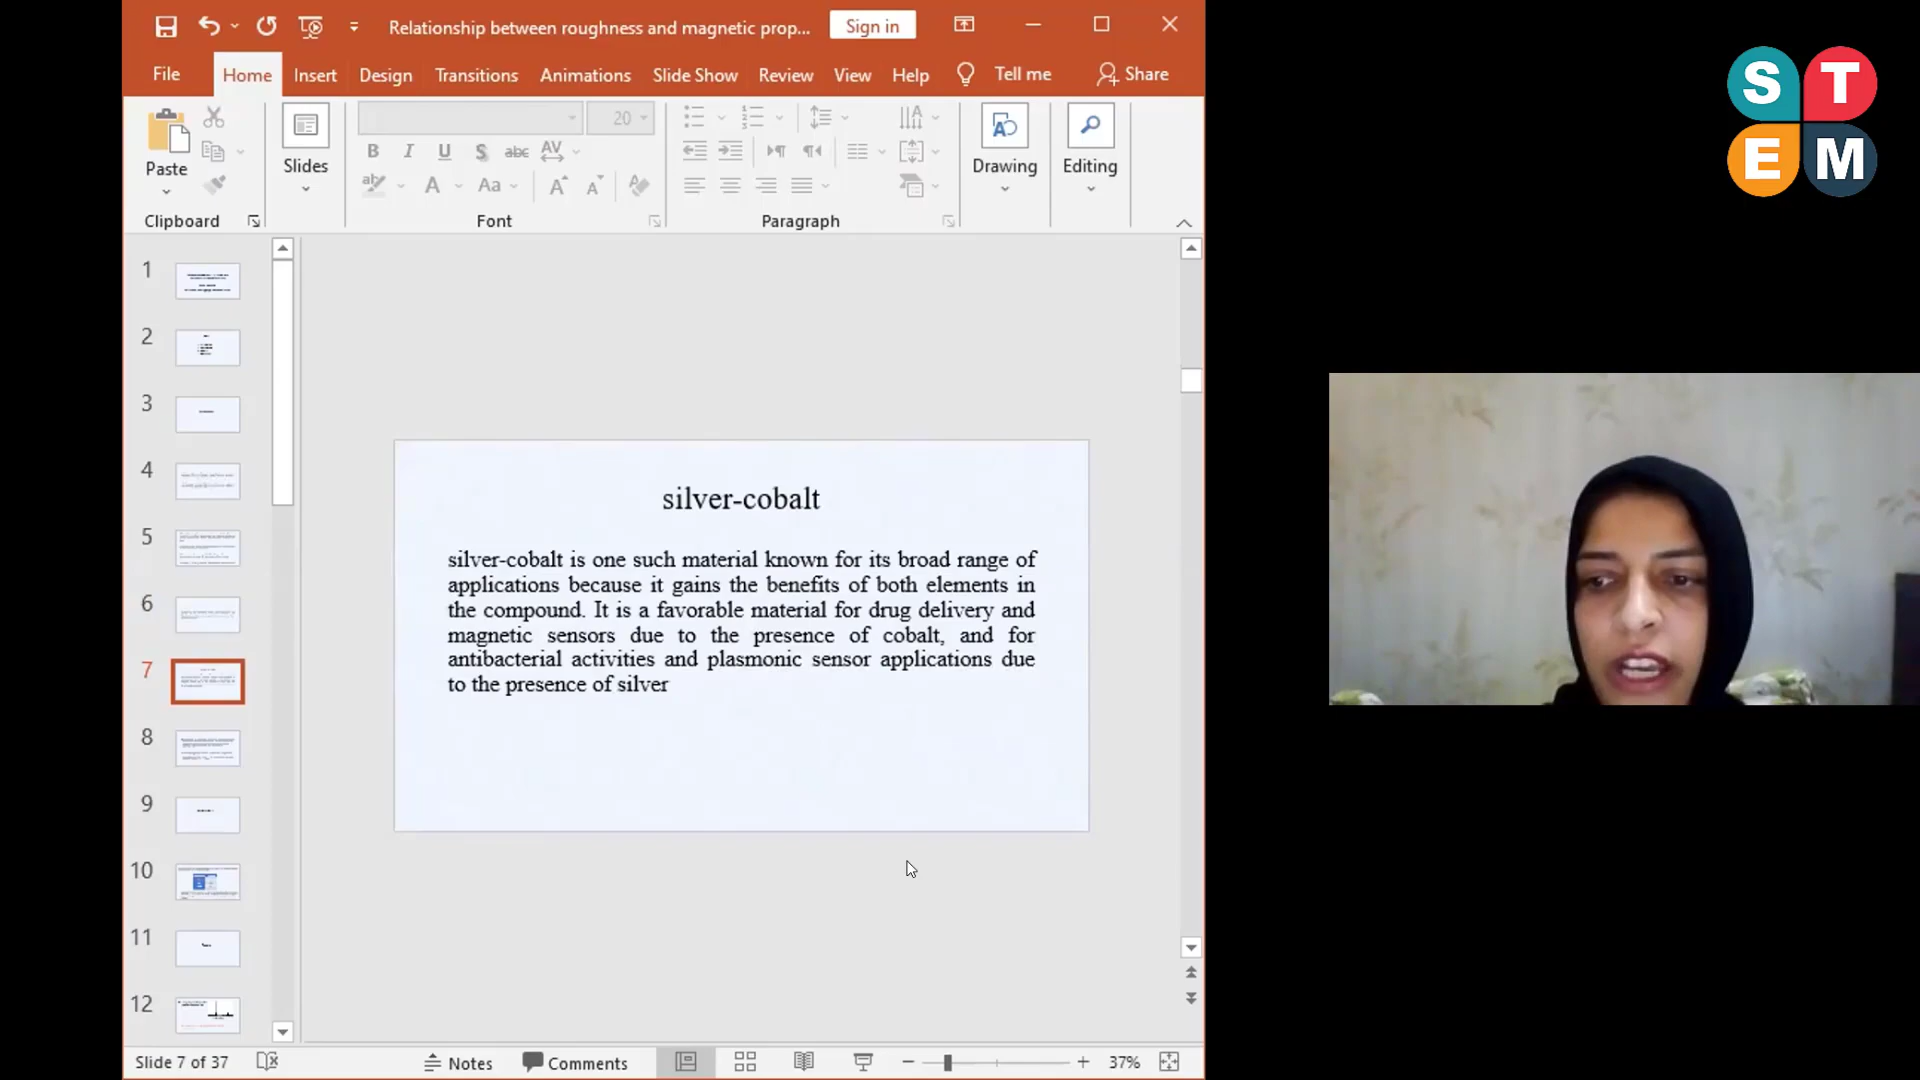 Relationship between roughness and magnetic prop...
Sign in
File
Home
Insert
Design
Transitions
Animations
Slide Show
Review
View
Help
Tell me
Share
Paste
Slides
20
Drawing
Editing
Clipboard
Font
Paragraph
1
2
3
4
5
6
7
8
9
10
11
12
silver-cobalt
silver-cobalt is one such material known for its broad range of
applications because it gains the benefits of both elements in
the compound. It is a favorable material for drug delivery and
magnetic sensors due to the presence of cobalt, and for
antibacterial activities and plasmonic sensor applications due
to the presence of silver
Slide 7 of 37
Notes
Comments
37%
S T
E M